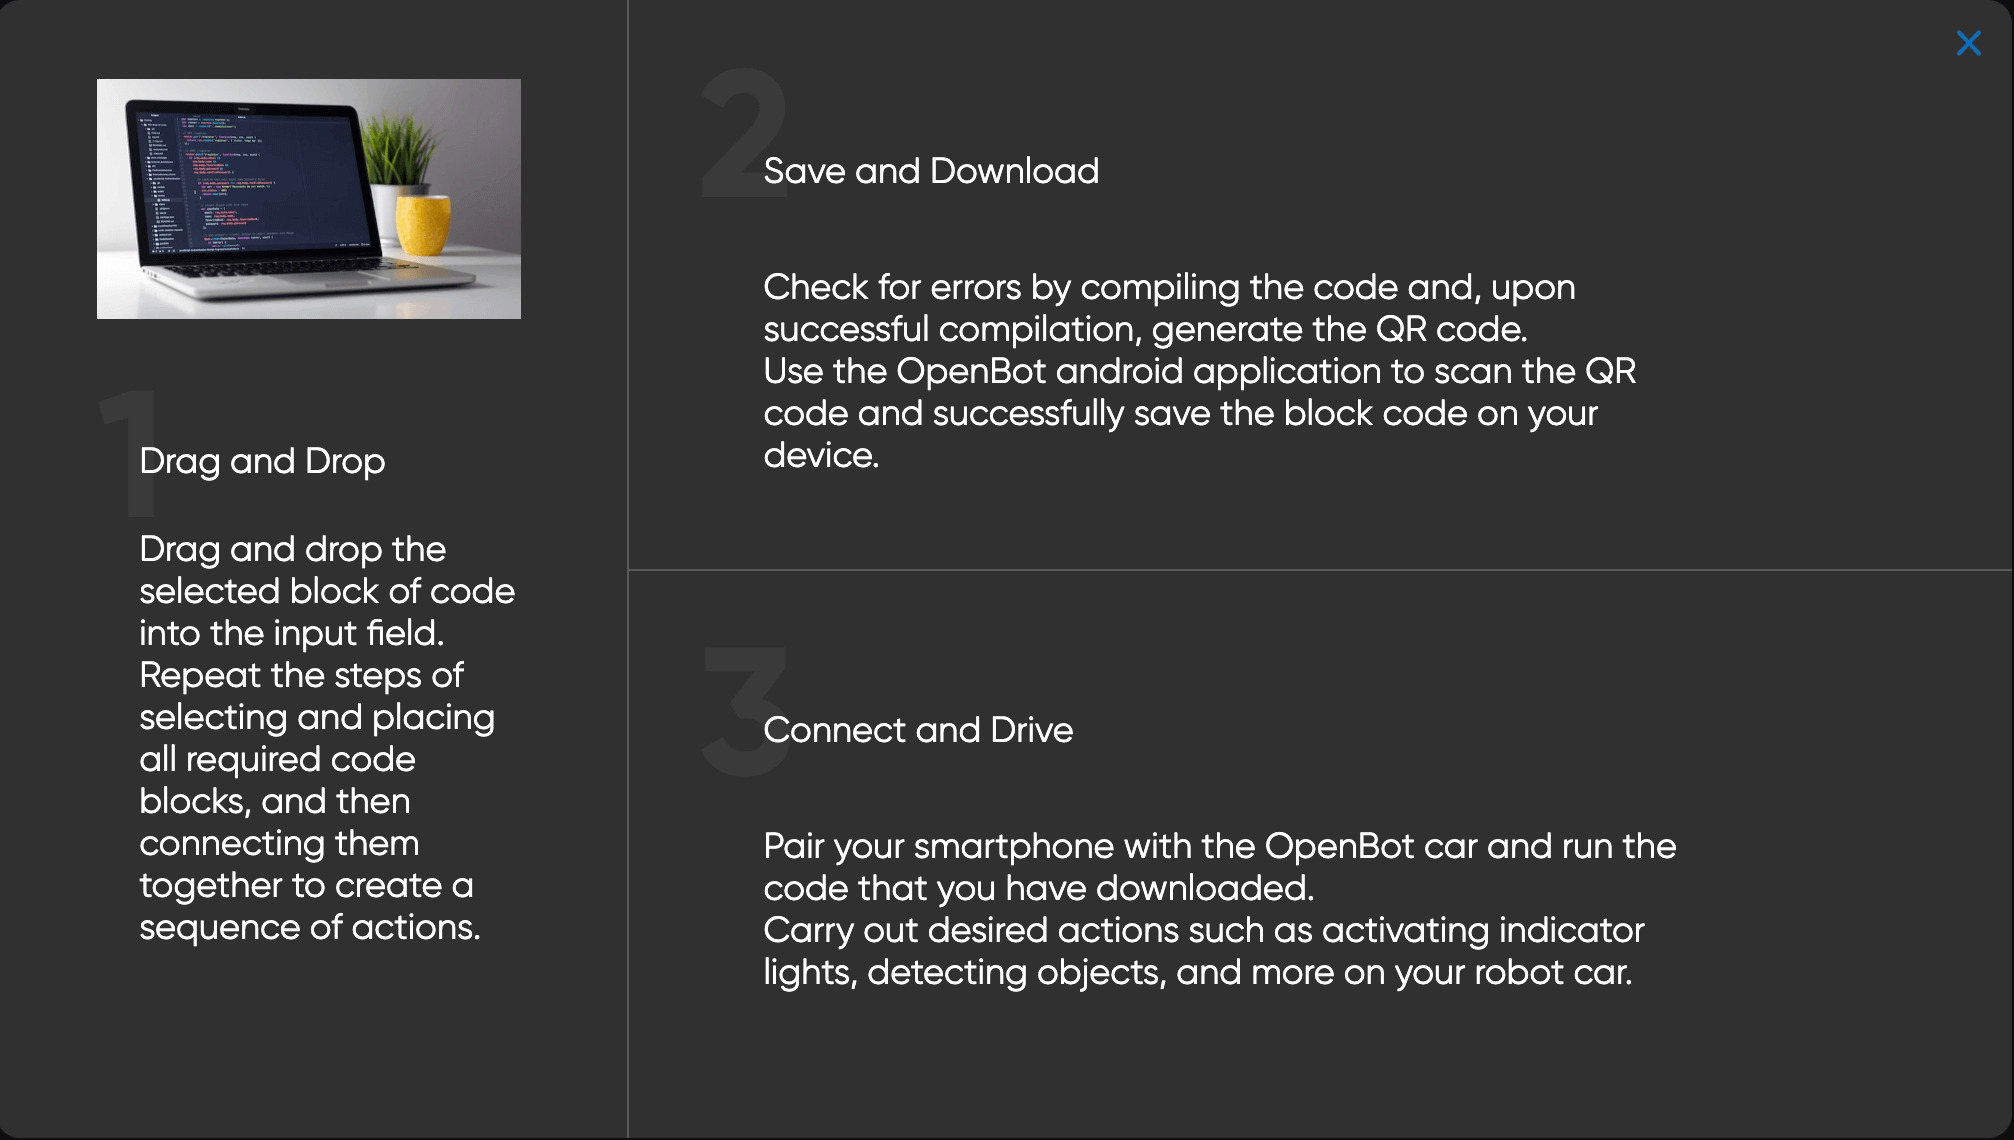 1
Drag and Drop
Drag and drop the
selected block of code
into the input field.
Repeat the steps of
selecting and placing
all required code
blocks, and then
connecting them
together to create a
sequence of actions.
2
Save and Download
Check for errors by compiling the code and, upon
successful compilation, generate the QR code.
Use the OpenBot android application to scan the QR
code and successfully save the block code on your
device.
3
Connect and Drive
Pair your smartphone with the OpenBot car and run the
code that you have downloaded.
Carry out desired actions such as activating indicator
lights, detecting objects, and more on your robot car.